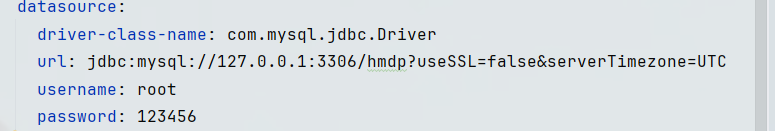 datasource:
driver-class-name: com.mysql.jdbc.Driver
url: jdbc:mysql://127.0.0.1:3306/hmdp?useSSL=false&serverTimezone=UTC
username: root
password: 123456